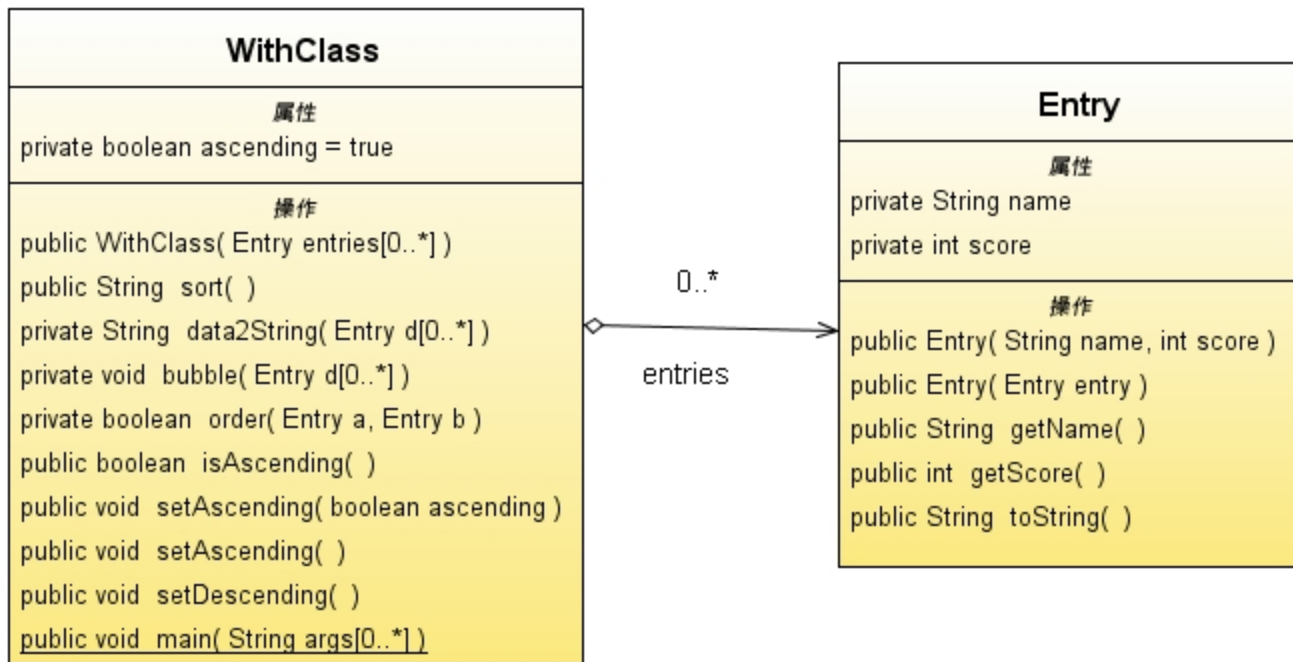 WithClass
属性
private boolean ascending = true
操作
public WithClass( Entry entries[0..*] )
public String sort( )
private String data2String( Entry d[0..*] )
private void bubble( Entry d[0..*] )
private boolean order( Entry a, Entry b )
public boolean isAscending( )
public void setAscending( boolean ascending )
public void setAscending( )
public void setDescending( )
public void main( String args[0..*] )
0..*
entries
Entry
属性
private String name
private int score
操作
public Entry( String name, int score )
public Entry( Entry entry )
public String getName( )
public int getScore( )
public String toString( )